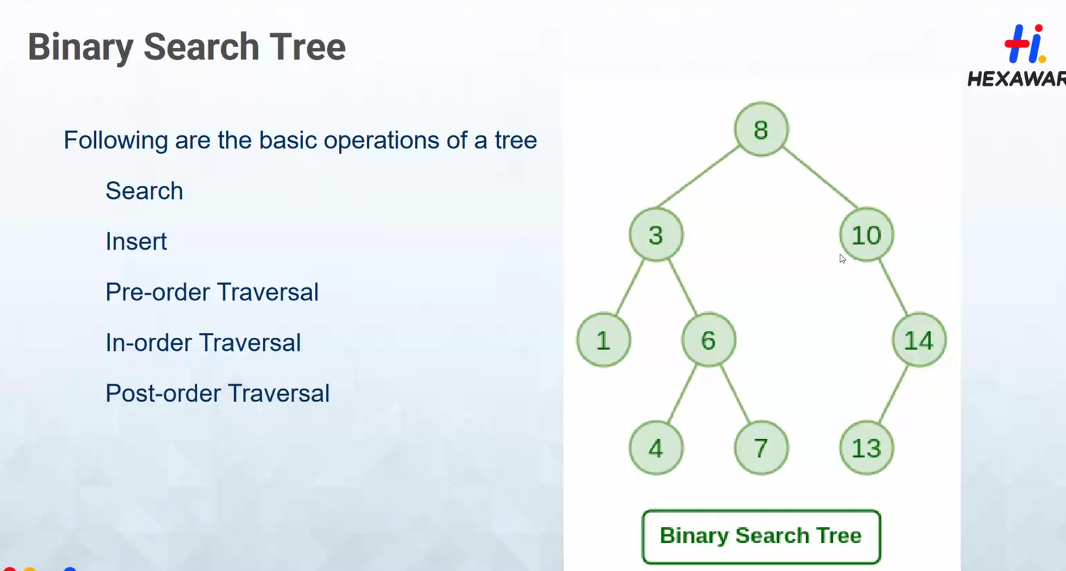 Binary Search Tree
HEXAWAR
Following are the basic operations of a tree
Search
Insert
Pre-order Traversal
In-order Traversal
Post-order Traversal
8
3
10
1
6
14
4
7
13
Binary Search Tree